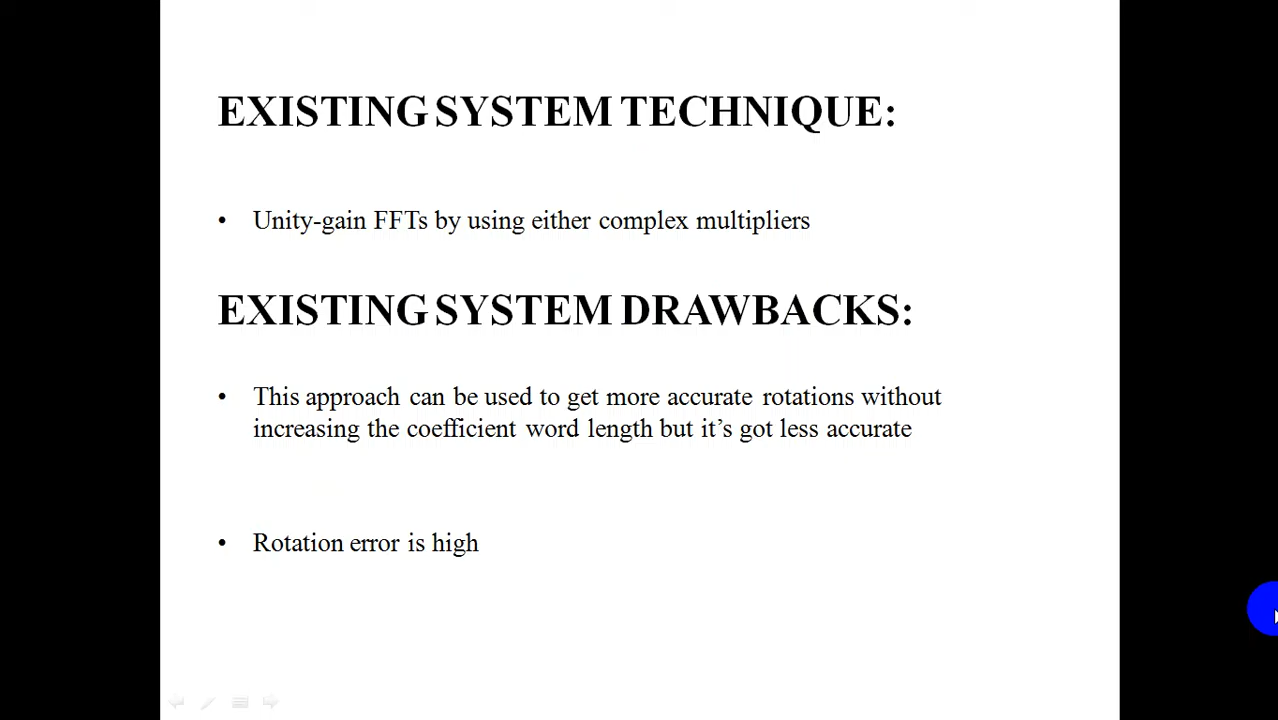 EXISTING SYSTEM TECHNIQUE:
• Unity-gain FFTs by using either complex multipliers
EXISTING SYSTEM DRAWBACKS:
• This approach can be used to get more accurate rotations without
increasing the coefficient word length but it’s got less accurate
• Rotation error is high